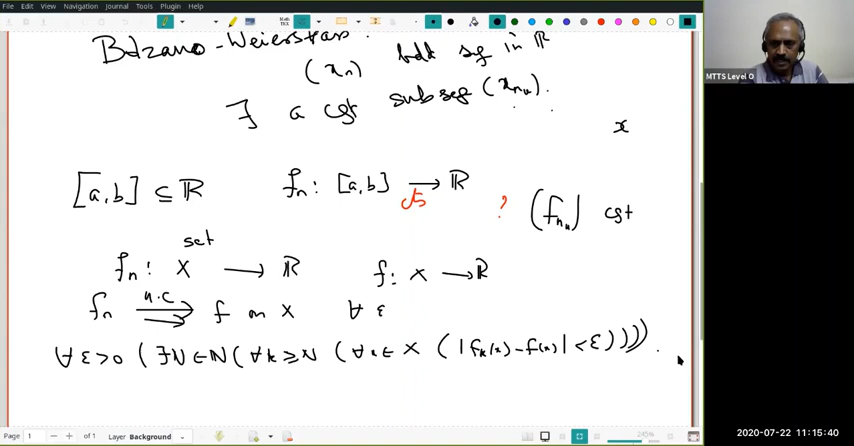 File Edit View Navigation Journal Tools Plugin Help
Bolzano-Weierstrass.
(xₙ) bdd sq in ℝ
∃ a cgt subseq (xₙₖ).
x
[a,b] ⊆ ℝ fₙ: [a,b] ⟶ ℝ
cts ? (fₙₖ) cgt
set
fₙ: X ⟶ ℝ f: X ⟶ ℝ
u.c
fₙ ⟶ f on X ∀ ε
∀ ε>0 (∃N∈ℕ(∀k≥N (∀x∈ X (|fₖ(x)-f(x)|<ε)))).
MTTS Level O
Page 1 of 1 Layer Background 245%
2020-07-22 11:15:40